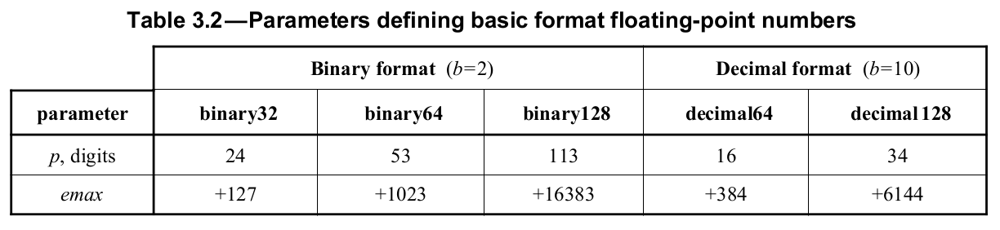 Table 3.2—Parameters defining basic format floating-point numbers
Binary format (b=2) Decimal format (b=10)
parameter binary32 binary64 binary128 decimal64 decimal128
p, digits 24 53 113 16 34
emax +127 +1023 +16383 +384 +6144